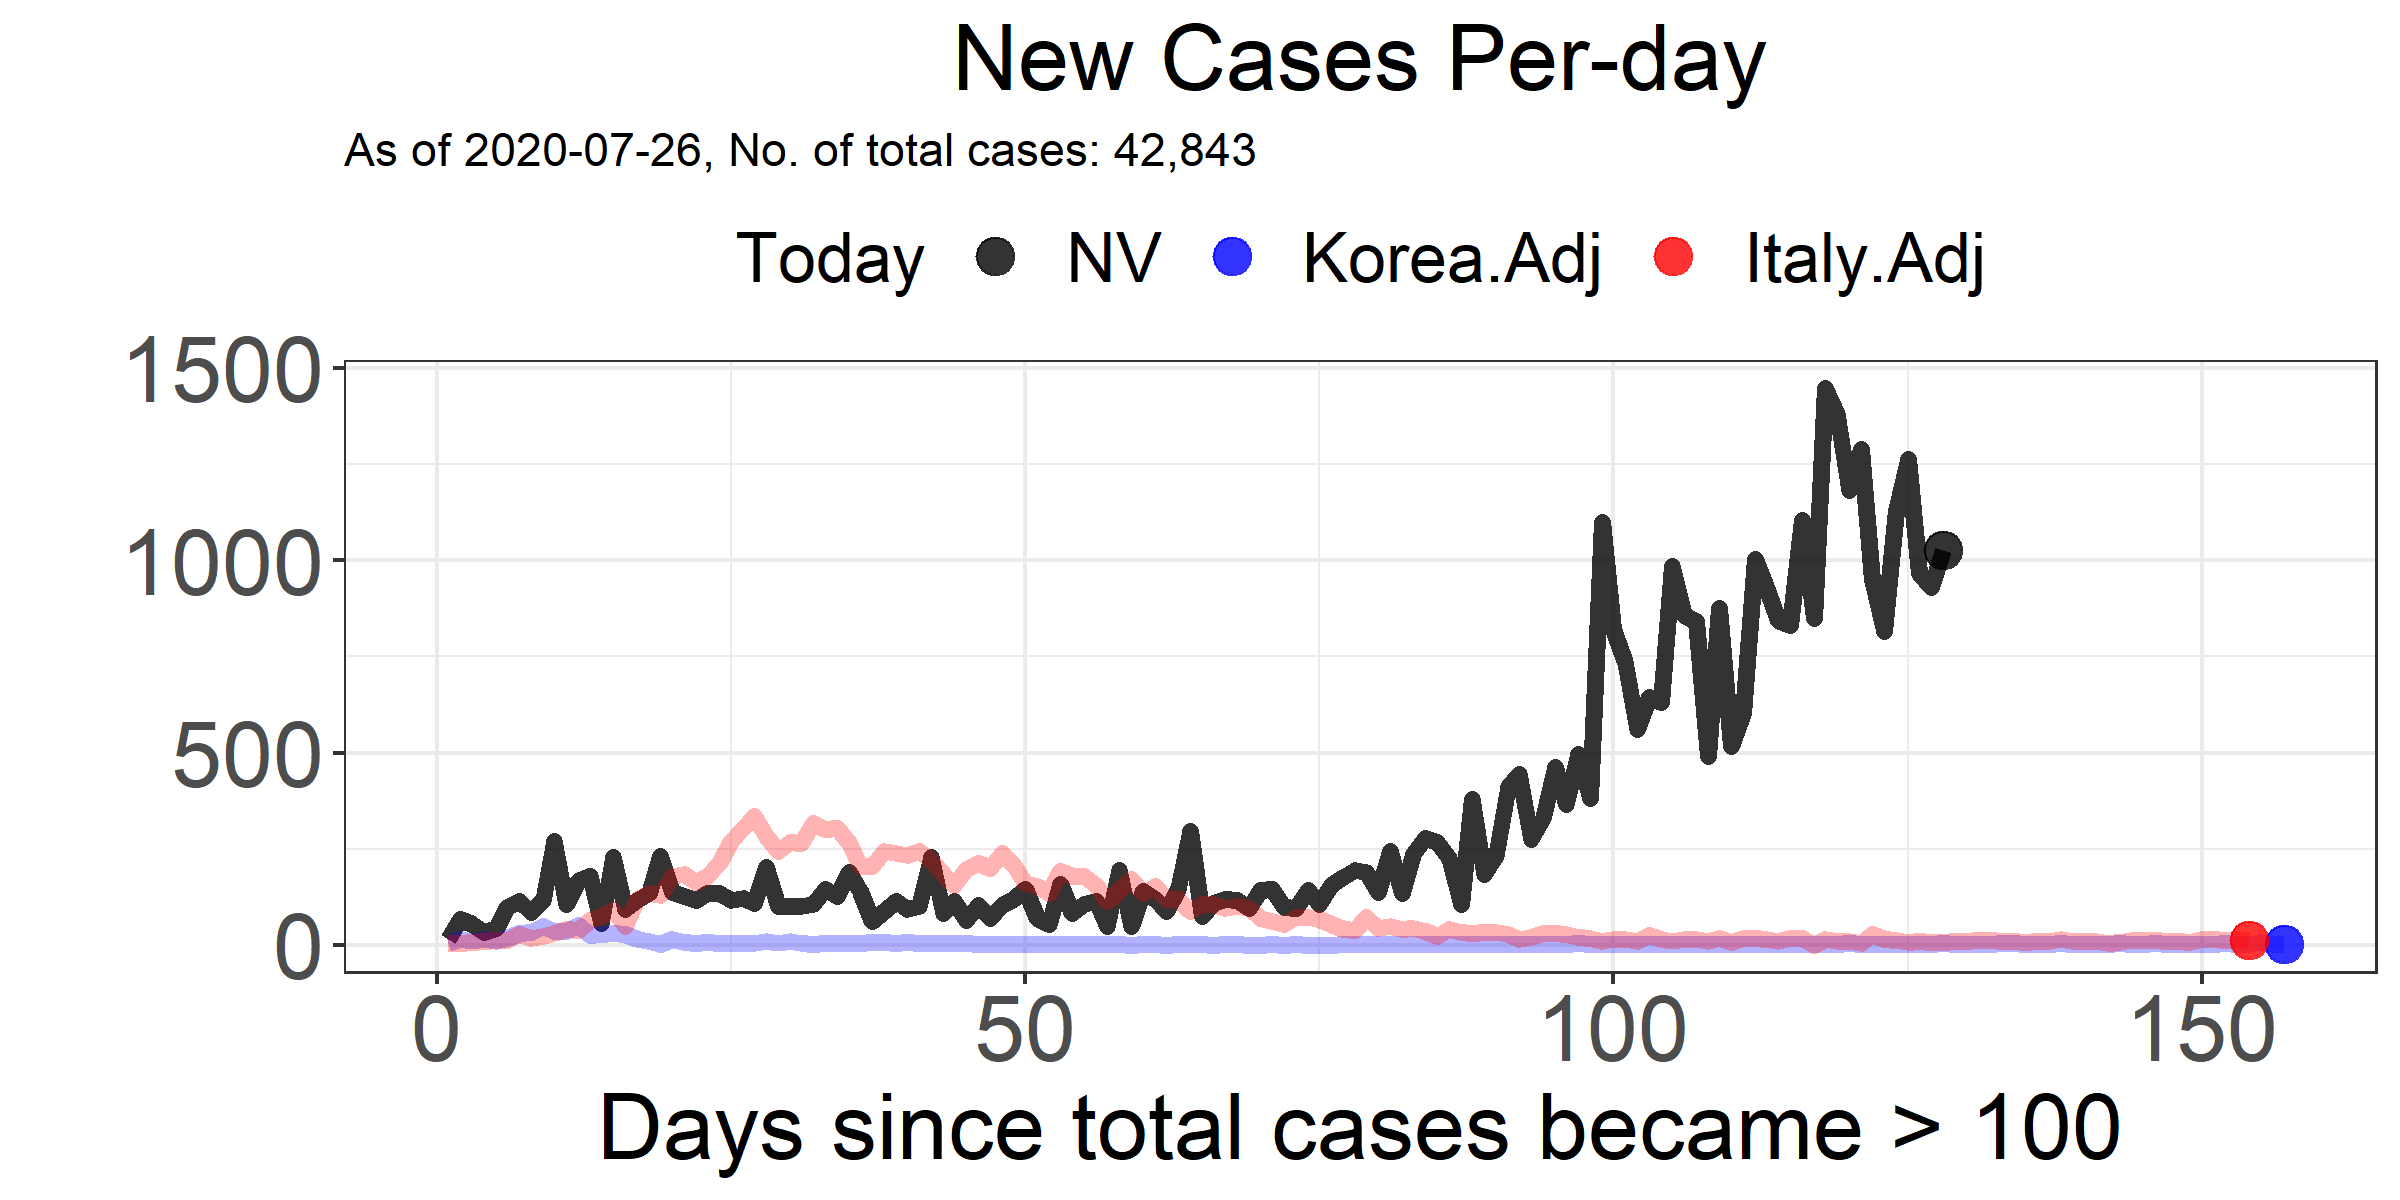 New Cases Per-day
As of 2020-07-26, No. of total cases: 42,843
Today NV Korea.Adj Italy.Adj
1500
1000
500
0
0 50 100 150
Days since total cases became > 100